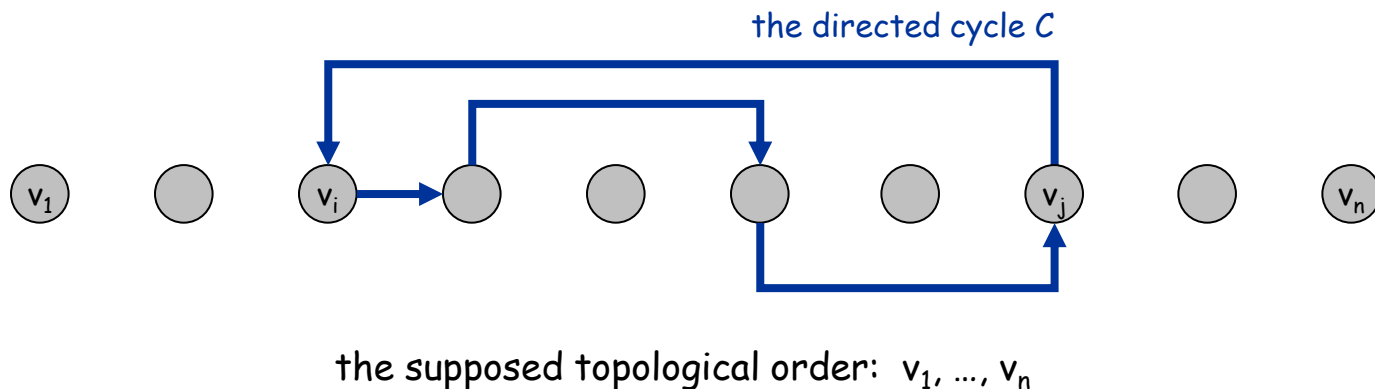 the directed cycle C
v₁ vᵢ vⱼ vₙ
the supposed topological order: v₁, …, vₙ